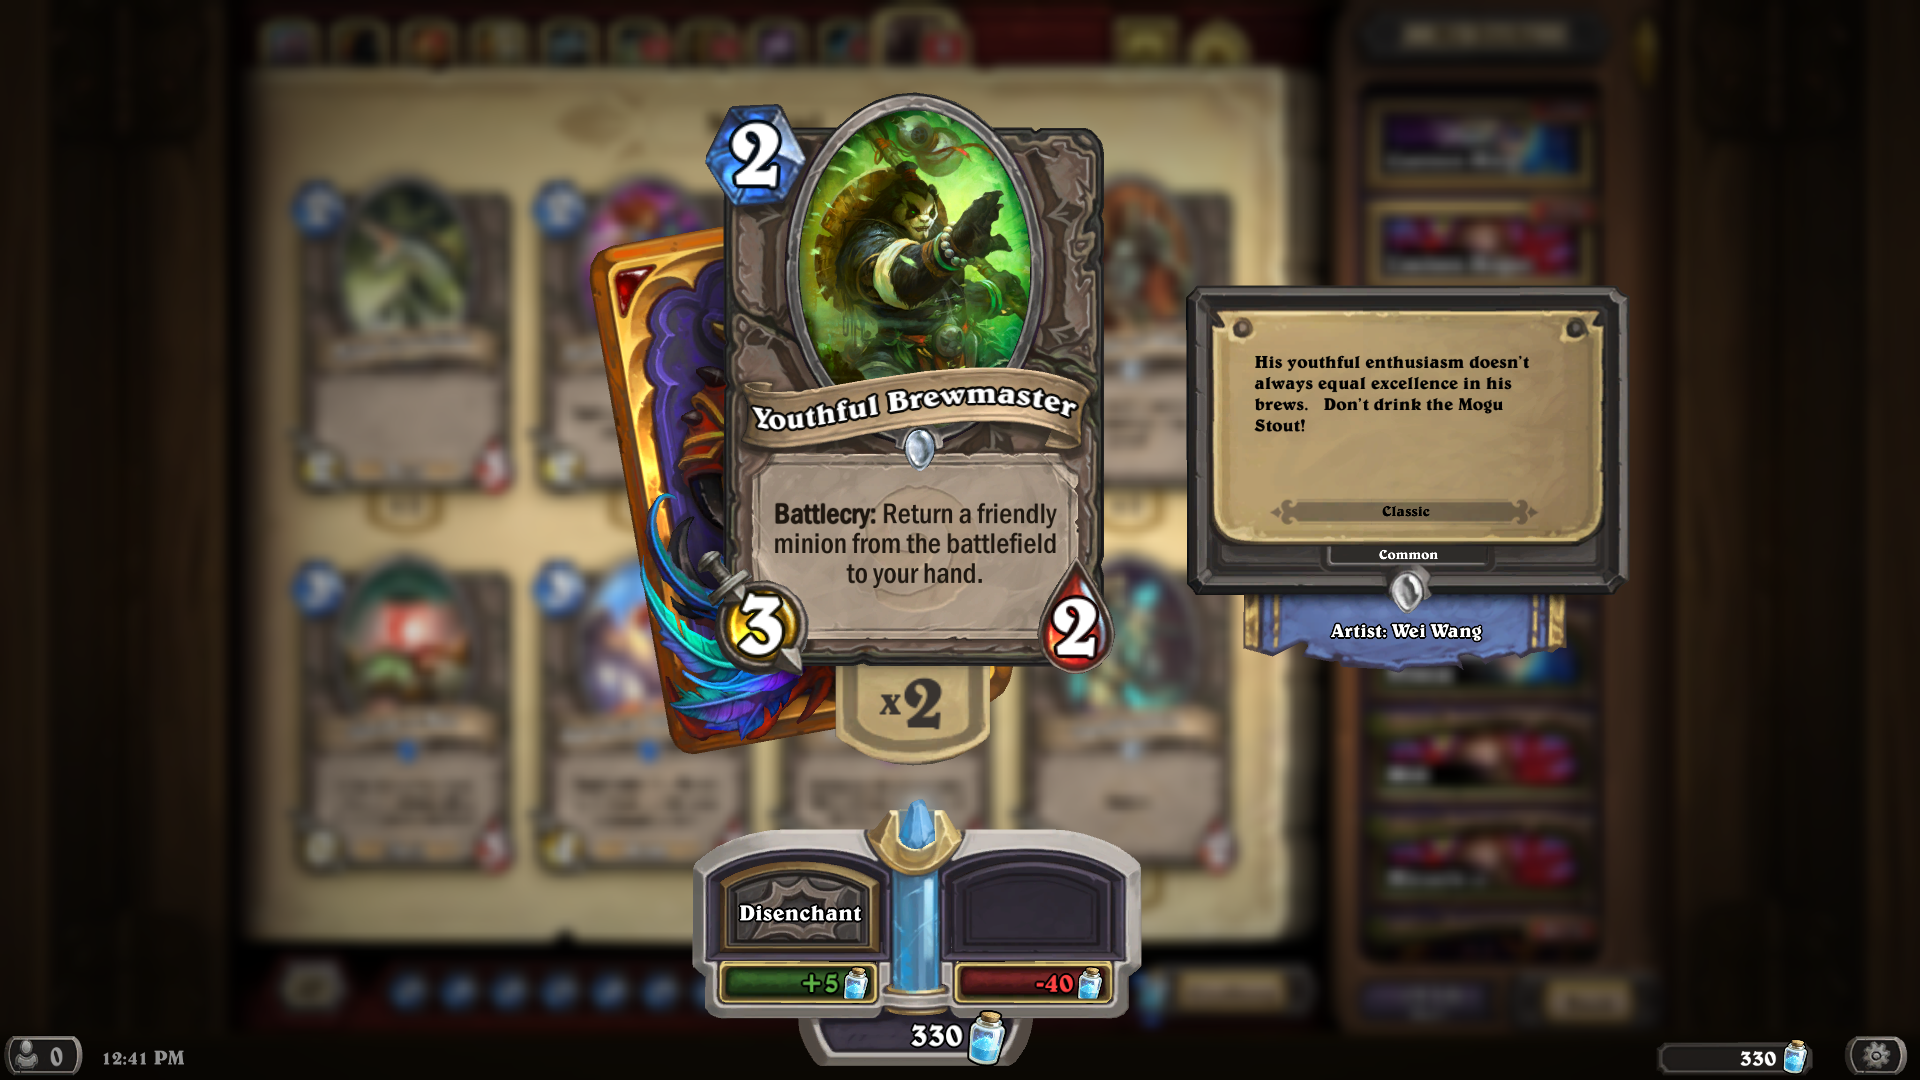 2
Youthful Brewmaster
Battlecry: Return a friendly
minion from the battlefield
to your hand.
3
2
x2
His youthful enthusiasm doesn't
always equal excellence in his
brews.   Don't drink the Mogu
Stout!
Classic
Common
Artist: Wei Wang
Disenchant
+5
-40
330
0
12:41 PM
330